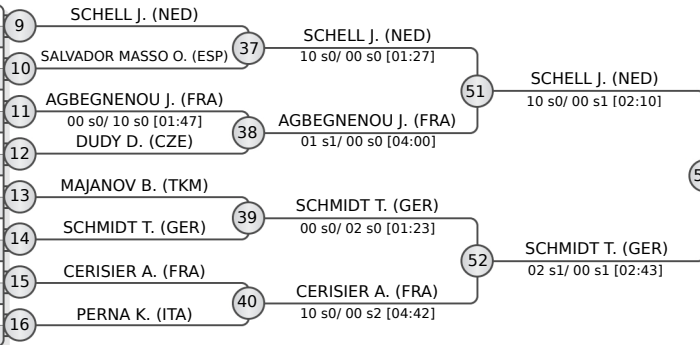 9
SCHELL J. (NED)
10
SALVADOR MASSO O. (ESP)
37
SCHELL J. (NED)
10 s0/ 00 s0 [01:27]
11
AGBEGNENOU J. (FRA)
00 s0/ 10 s0 [01:47]
12
DUDY D. (CZE)
38
AGBEGNENOU J. (FRA)
01 s1/ 00 s0 [04:00]
51
SCHELL J. (NED)
10 s0/ 00 s1 [02:10]
13
MAJANOV B. (TKM)
14
SCHMIDT T. (GER)
39
SCHMIDT T. (GER)
00 s0/ 02 s0 [01:23]
15
CERISIER A. (FRA)
16
PERNA K. (ITA)
40
CERISIER A. (FRA)
10 s0/ 00 s2 [04:42]
52
SCHMIDT T. (GER)
02 s1/ 00 s1 [02:43]